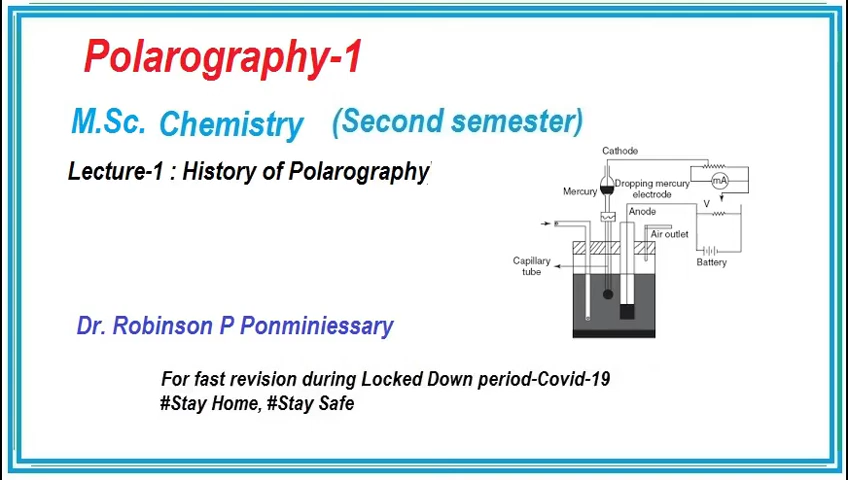 Polarography-1
M.Sc. Chemistry (Second semester)
Lecture-1 : History of Polarography
Cathode
mA
Mercury
Dropping mercury
electrode
V
Anode
Air outlet
Capillary
tube
Battery
Dr. Robinson P Ponminiessary
For fast revision during Locked Down period-Covid-19
#Stay Home, #Stay Safe